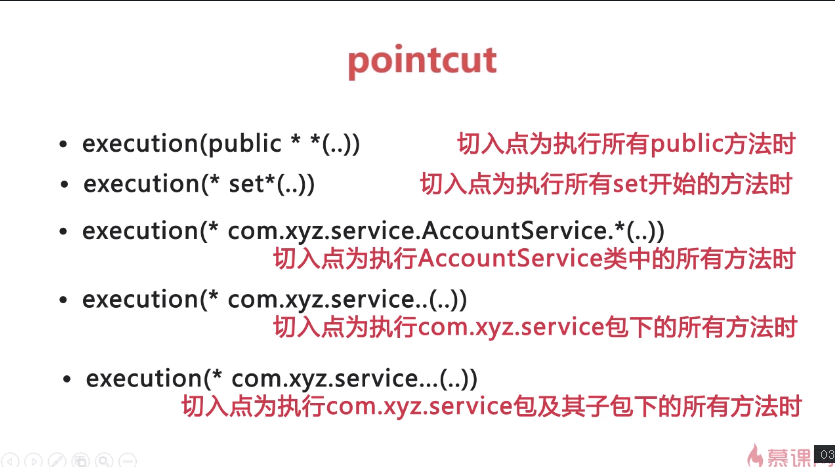 pointcut
• execution(public * *(..)) 切入点为执行所有public方法时
• execution(* set*(..)) 切入点为执行所有set开始的方法时
• execution(* com.xyz.service.AccountService.*(..))
切入点为执行AccountService类中的所有方法时
• execution(* com.xyz.service..(..))
切入点为执行com.xyz.service包下的所有方法时
• execution(* com.xyz.service...(..))
切入点为执行com.xyz.service包及其子包下的所有方法时
慕课
03